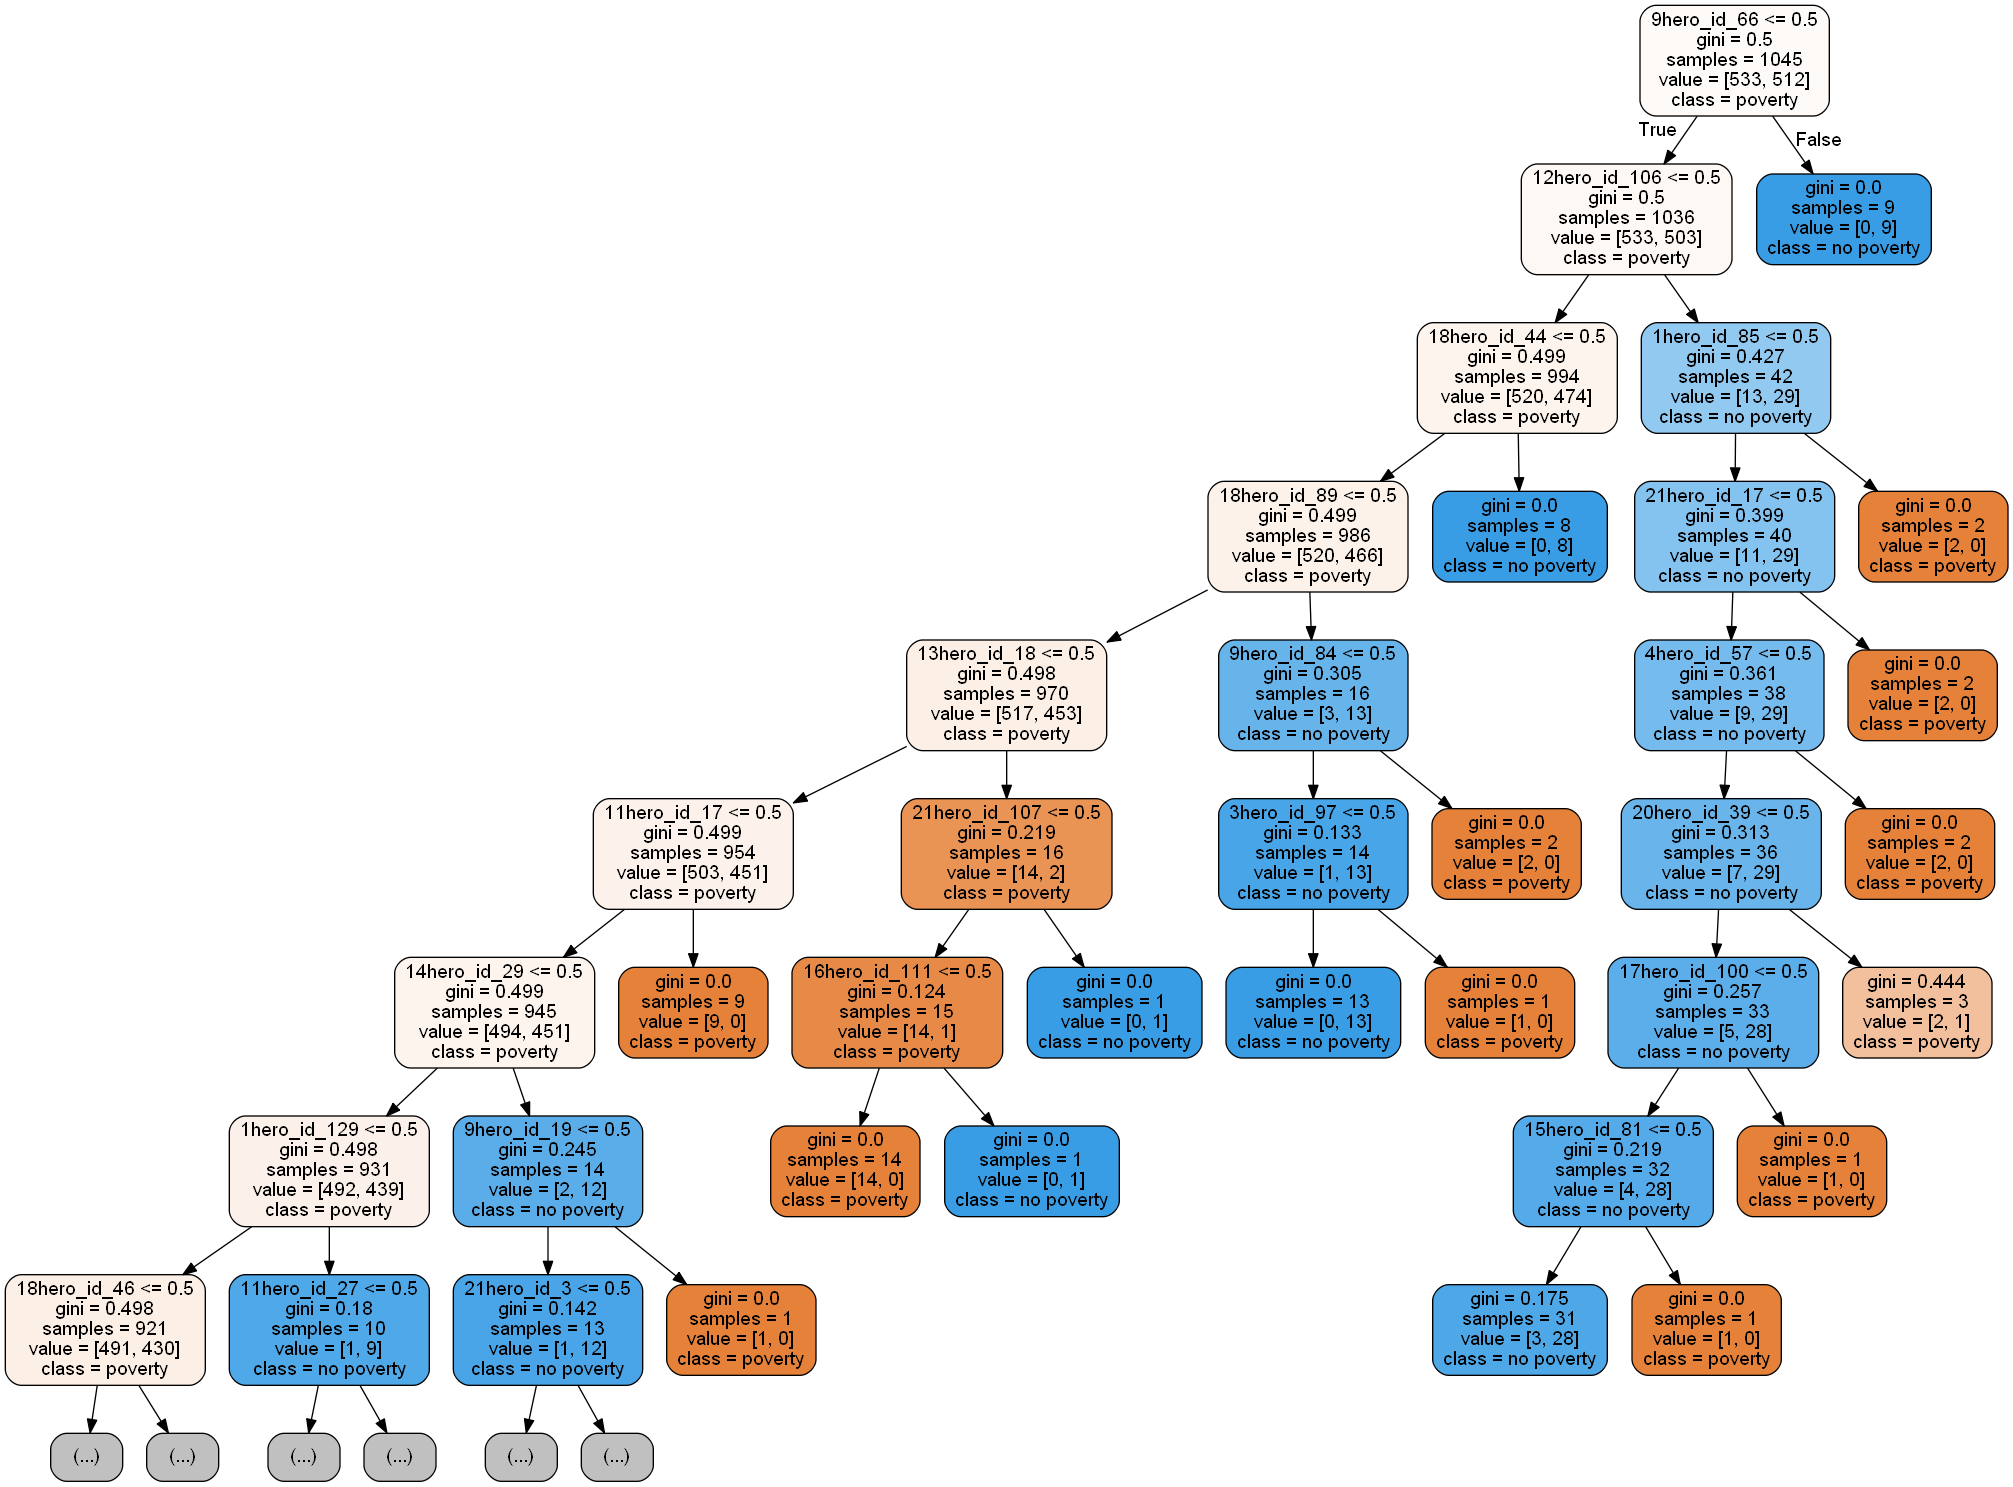 9hero_id_66 <= 0.5
gini = 0.5
samples = 1045
value = [533, 512]
class = poverty
True
False
12hero_id_106 <= 0.5
gini = 0.5
samples = 1036
value = [533, 503]
class = poverty
gini = 0.0
samples = 9
value = [0, 9]
class = no poverty
18hero_id_44 <= 0.5
gini = 0.499
samples = 994
value = [520, 474]
class = poverty
1hero_id_85 <= 0.5
gini = 0.427
samples = 42
value = [13, 29]
class = no poverty
18hero_id_89 <= 0.5
gini = 0.499
samples = 986
value = [520, 466]
class = poverty
gini = 0.0
samples = 8
value = [0, 8]
class = no poverty
21hero_id_17 <= 0.5
gini = 0.399
samples = 40
value = [11, 29]
class = no poverty
gini = 0.0
samples = 2
value = [2, 0]
class = poverty
13hero_id_18 <= 0.5
gini = 0.498
samples = 970
value = [517, 453]
class = poverty
9hero_id_84 <= 0.5
gini = 0.305
samples = 16
value = [3, 13]
class = no poverty
4hero_id_57 <= 0.5
gini = 0.361
samples = 38
value = [9, 29]
class = no poverty
gini = 0.0
samples = 2
value = [2, 0]
class = poverty
11hero_id_17 <= 0.5
gini = 0.499
samples = 954
value = [503, 451]
class = poverty
21hero_id_107 <= 0.5
gini = 0.219
samples = 16
value = [14, 2]
class = poverty
3hero_id_97 <= 0.5
gini = 0.133
samples = 14
value = [1, 13]
class = no poverty
gini = 0.0
samples = 2
value = [2, 0]
class = poverty
20hero_id_39 <= 0.5
gini = 0.313
samples = 36
value = [7, 29]
class = no poverty
gini = 0.0
samples = 2
value = [2, 0]
class = poverty
14hero_id_29 <= 0.5
gini = 0.499
samples = 945
value = [494, 451]
class = poverty
gini = 0.0
samples = 9
value = [9, 0]
class = poverty
16hero_id_111 <= 0.5
gini = 0.124
samples = 15
value = [14, 1]
class = poverty
gini = 0.0
samples = 1
value = [0, 1]
class = no poverty
gini = 0.0
samples = 13
value = [0, 13]
class = no poverty
gini = 0.0
samples = 1
value = [1, 0]
class = poverty
17hero_id_100 <= 0.5
gini = 0.257
samples = 33
value = [5, 28]
class = no poverty
gini = 0.444
samples = 3
value = [2, 1]
class = poverty
1hero_id_129 <= 0.5
gini = 0.498
samples = 931
value = [492, 439]
class = poverty
9hero_id_19 <= 0.5
gini = 0.245
samples = 14
value = [2, 12]
class = no poverty
gini = 0.0
samples = 14
value = [14, 0]
class = poverty
gini = 0.0
samples = 1
value = [0, 1]
class = no poverty
15hero_id_81 <= 0.5
gini = 0.219
samples = 32
value = [4, 28]
class = no poverty
gini = 0.0
samples = 1
value = [1, 0]
class = poverty
18hero_id_46 <= 0.5
gini = 0.498
samples = 921
value = [491, 430]
class = poverty
11hero_id_27 <= 0.5
gini = 0.18
samples = 10
value = [1, 9]
class = no poverty
21hero_id_3 <= 0.5
gini = 0.142
samples = 13
value = [1, 12]
class = no poverty
gini = 0.0
samples = 1
value = [1, 0]
class = poverty
gini = 0.175
samples = 31
value = [3, 28]
class = no poverty
gini = 0.0
samples = 1
value = [1, 0]
class = poverty
(...)
(...)
(...)
(...)
(...)
(...)